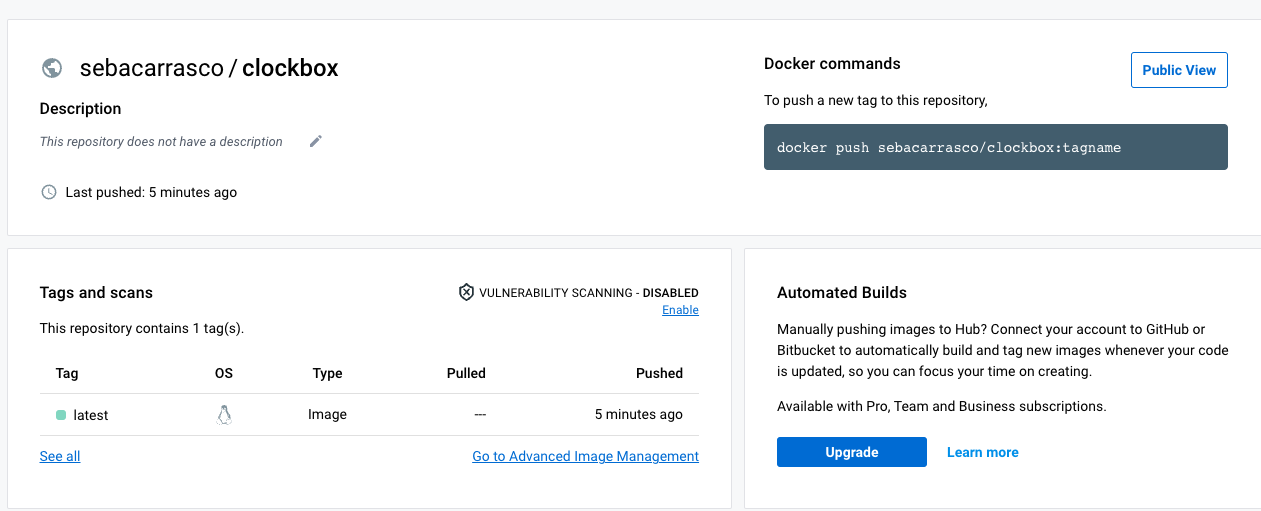 sebacarrasco / clockbox
Description
This repository does not have a description
Last pushed: 5 minutes ago
Docker commands
Public View
To push a new tag to this repository,
docker push sebacarrasco/clockbox:tagname
Tags and scans
VULNERABILITY SCANNING - DISABLED
Enable
This repository contains 1 tag(s).
Tag OS Type Pulled Pushed
latest Image --- 5 minutes ago
See all Go to Advanced Image Management
Automated Builds
Manually pushing images to Hub? Connect your account to GitHub or
Bitbucket to automatically build and tag new images whenever your code
is updated, so you can focus your time on creating.
Available with Pro, Team and Business subscriptions.
Upgrade Learn more